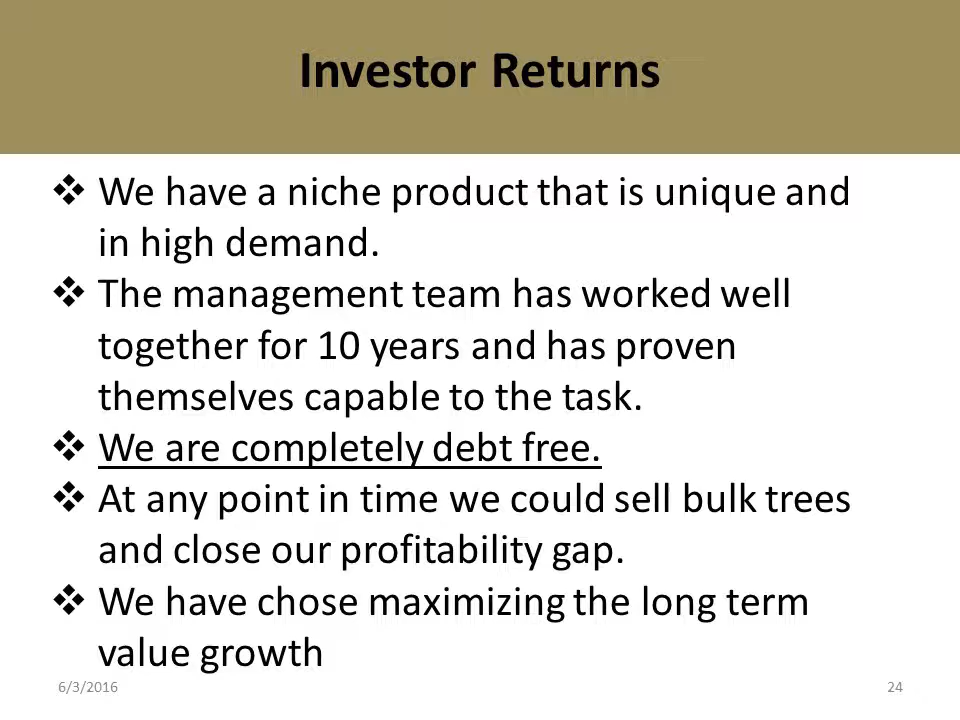 Investor Returns
❖ We have a niche product that is unique and
in high demand.
❖ The management team has worked well
together for 10 years and has proven
themselves capable to the task.
❖ We are completely debt free.
❖ At any point in time we could sell bulk trees
and close our profitability gap.
❖ We have chose maximizing the long term
value growth
6/3/2016
24